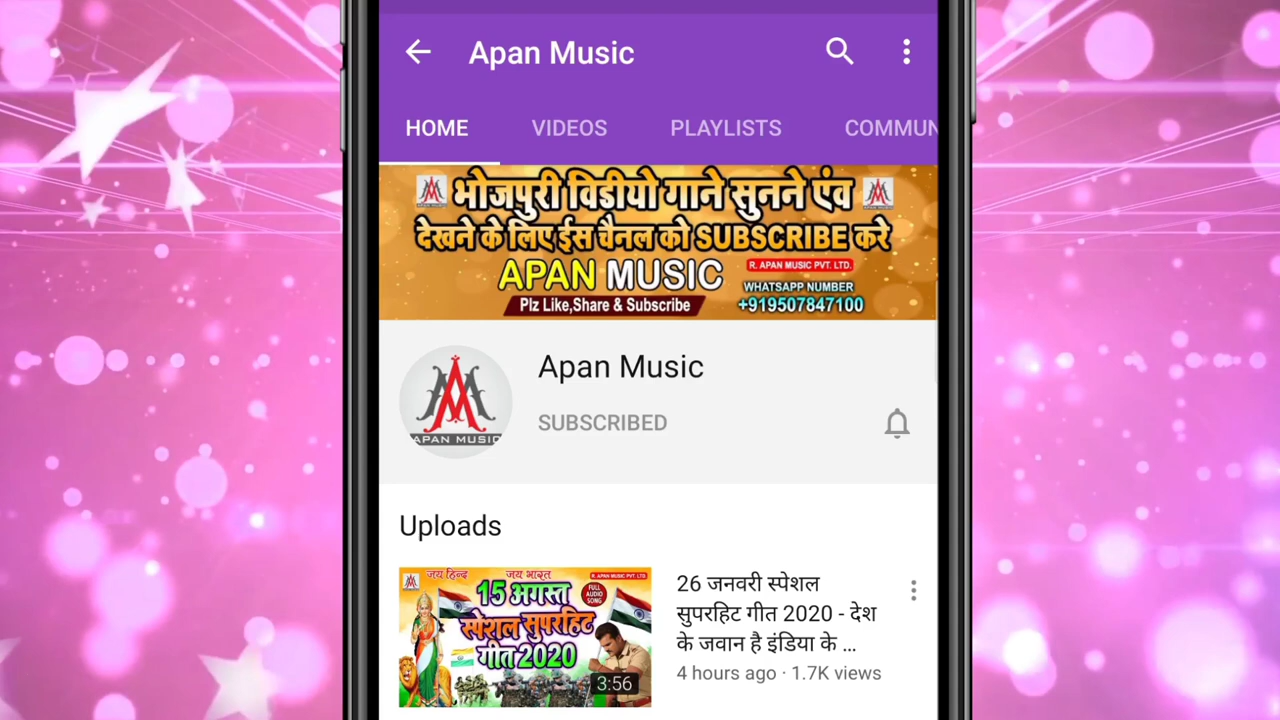 Apan Music
HOME VIDEOS PLAYLISTS COMMUN
भोजपुरी विडीयो गाने सुनने एंव
देखने के लिए ईस चैनल को SUBSCRIBE करे
APAN MUSIC
R. APAN MUSIC PVT. LTD.
Plz Like,Share & Subscribe
WHATSAPP NUMBER
+919507847100
Apan Music
SUBSCRIBED
APAN MUSIC
Uploads
जय हिन्द जय भारत
R. APAN MUSIC PVT. LTD
15 अगस्त
FULL
AUDIO
SONG
स्पेशल सुपरहिट
गीत 2020
3:56
26 जनवरी स्पेशल
सुपरहिट गीत 2020 - देश
के जवान है इंडिया के ...
4 hours ago · 1.7K views